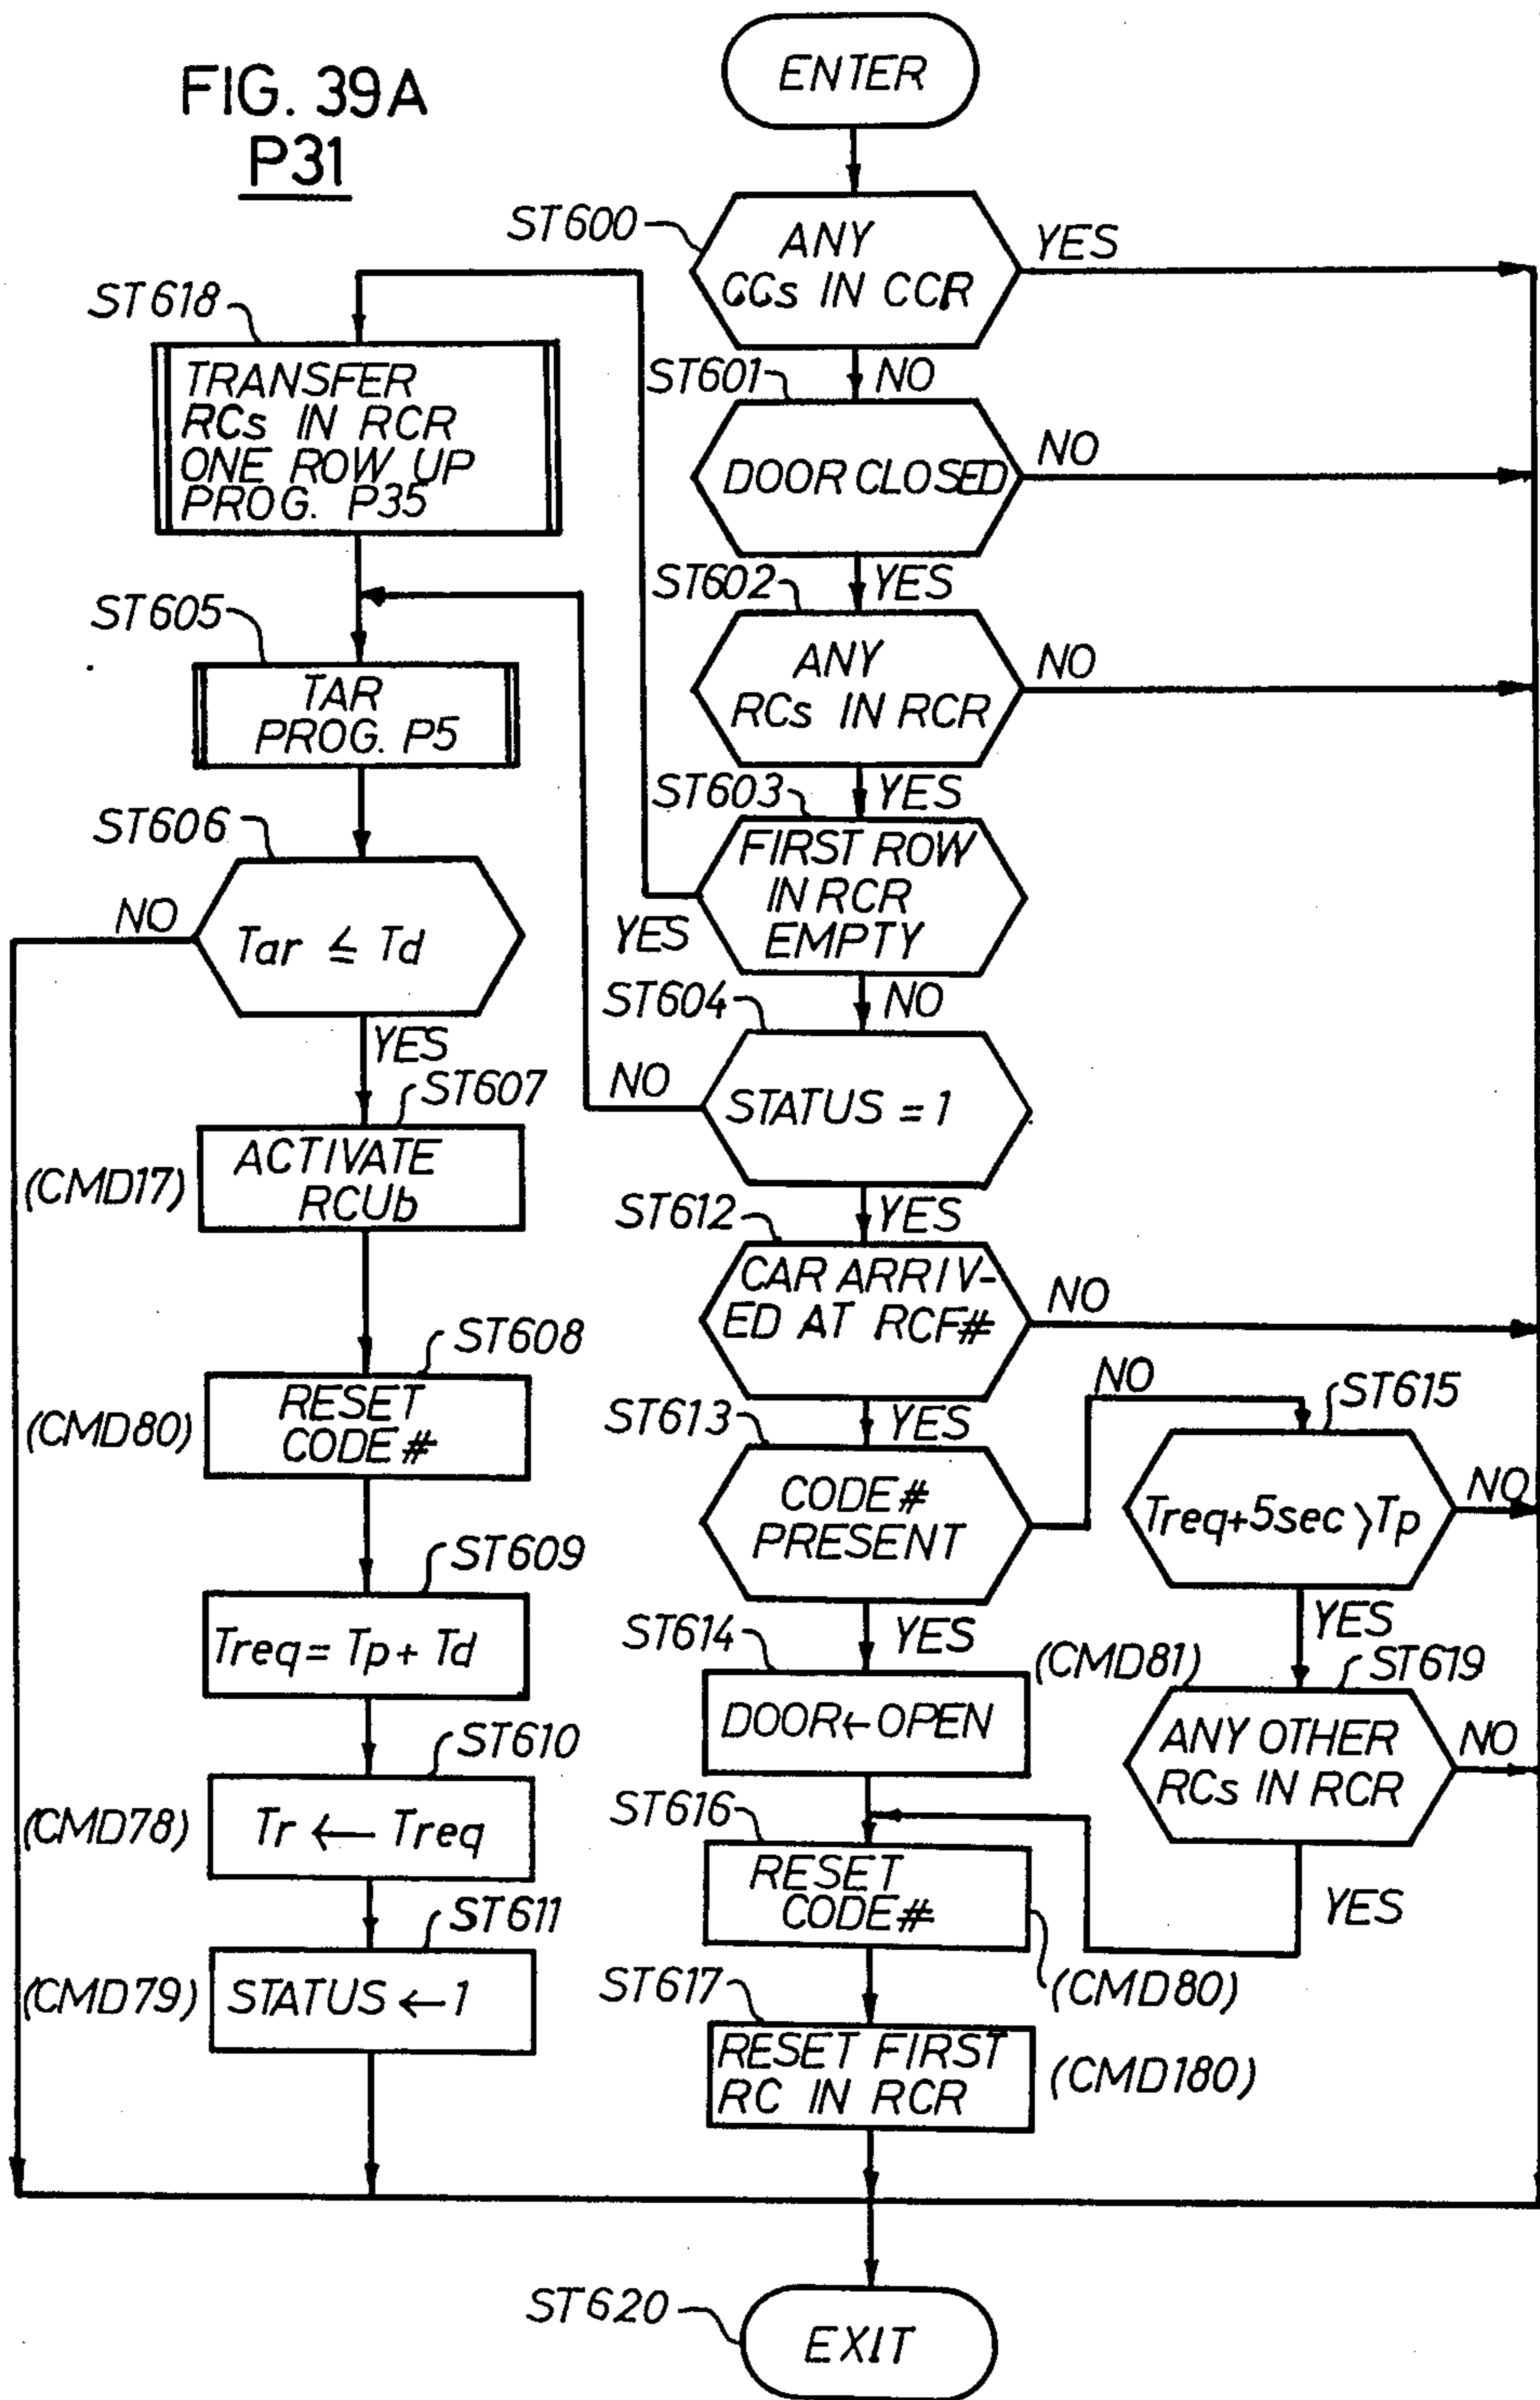 FIG. 39A
P31
ENTER
ST600
ANY
CCs IN CCR
YES
NO
ST601
DOOR CLOSED
NO
YES
ST602
ANY
RCs IN RCR
NO
YES
ST603
FIRST ROW
IN RCR
EMPTY
YES
NO
ST604
STATUS = 1
NO
YES
ST612
CAR ARRIV-
ED AT RCF#
NO
YES
ST613
CODE#
PRESENT
NO
YES
ST615
Treq+5sec >Tp
NO
YES
(CMD81)
ST619
ANY OTHER
RCs IN RCR
NO
YES
ST614
DOOR←OPEN
ST616
RESET
CODE#
(CMD80)
ST617
RESET FIRST
RC IN RCR
(CMD180)
ST618
TRANSFER
RCs IN RCR
ONE ROW UP
PROG. P35
ST605
TAR
PROG. P5
ST606
Tar ≦ Td
NO
YES
ST607
ACTIVATE
RCUb
(CMD17)
ST608
RESET
CODE#
(CMD80)
ST609
Treq = Tp + Td
ST610
Tr ← Treq
(CMD78)
ST611
STATUS ← 1
(CMD79)
ST620
EXIT